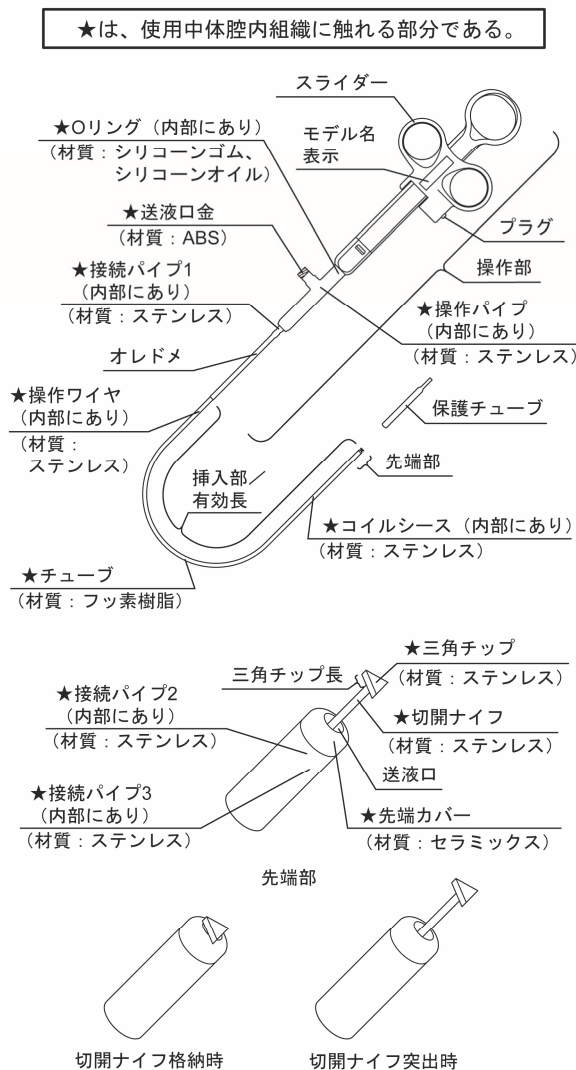 ★は、使用中体腔内組織に触れる部分である。
スライダー
★Oリング（内部にあり）
（材質：シリコーンゴム、
シリコーンオイル）
モデル名
表示
★送液口金
（材質：ABS）
プラグ
★接続パイプ1
（内部にあり）
（材質：ステンレス）
操作部
★操作パイプ
（内部にあり）
（材質：ステンレス）
オレドメ
★操作ワイヤ
（内部にあり）
（材質：
ステンレス）
保護チューブ
挿入部
有効長
先端部
★コイルシース（内部にあり）
（材質：ステンレス）
★チューブ
（材質：フッ素樹脂）
★三角チップ
（材質：ステンレス）
三角チップ長
★接続パイプ2
（内部にあり）
（材質：ステンレス）
★切開ナイフ
（材質：ステンレス）
送液口
★接続パイプ3
（内部にあり）
（材質：ステンレス）
★先端カバー
（材質：セラミックス）
先端部
切開ナイフ格納時
切開ナイフ突出時